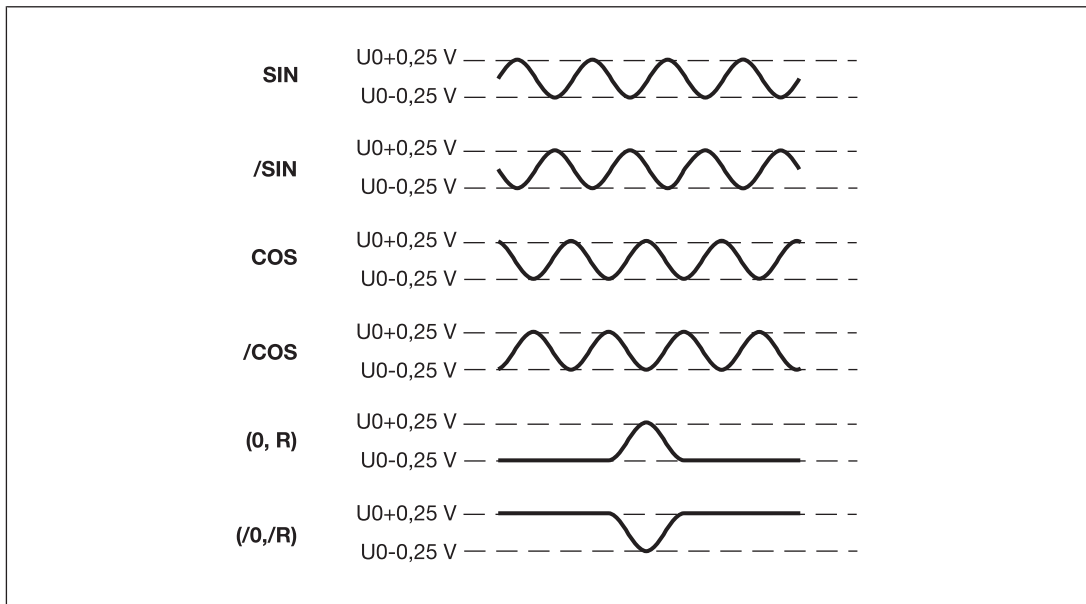 SIN
U0+0,25 V
U0-0,25 V
/SIN
U0+0,25 V
U0-0,25 V
COS
U0+0,25 V
U0-0,25 V
/COS
U0+0,25 V
U0-0,25 V
(0, R)
U0+0,25 V
U0-0,25 V
(/0,/R)
U0+0,25 V
U0-0,25 V